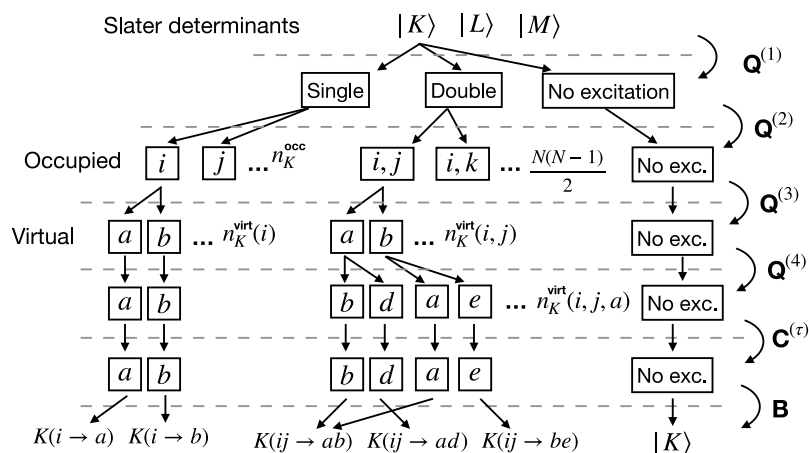 Slater determinants |K⟩ |L⟩ |M⟩
Q^(1)
Single Double No excitation
Q^(2)
Occupied i j ... n_K^occ i, j i, k ... N(N − 1)/2 No exc.
Q^(3)
Virtual a b ... n_K^virt(i) a b ... n_K^virt(i, j) No exc.
Q^(4)
a b b d a e ... n_K^virt(i, j, a) No exc.
C^(τ)
a b b d a e No exc.
B
K(i → a) K(i → b) K(ij → ab) K(ij → ad) K(ij → be) |K⟩